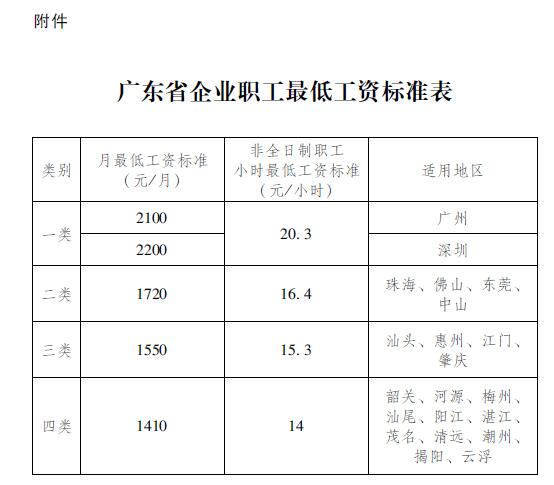 附件
广东省企业职工最低工资标准表
类别
月最低工资标准
(元/月)
非全日制职工
小时最低工资标准
(元/小时)
适用地区
一类
2100
20.3
广州
2200
深圳
二类
1720
16.4
珠海、佛山、东莞、
中山
三类
1550
15.3
汕头、惠州、江门、
肇庆
四类
1410
14
韶关、河源、梅州、
汕尾、阳江、湛江、
茂名、清远、潮州、
揭阳、云浮